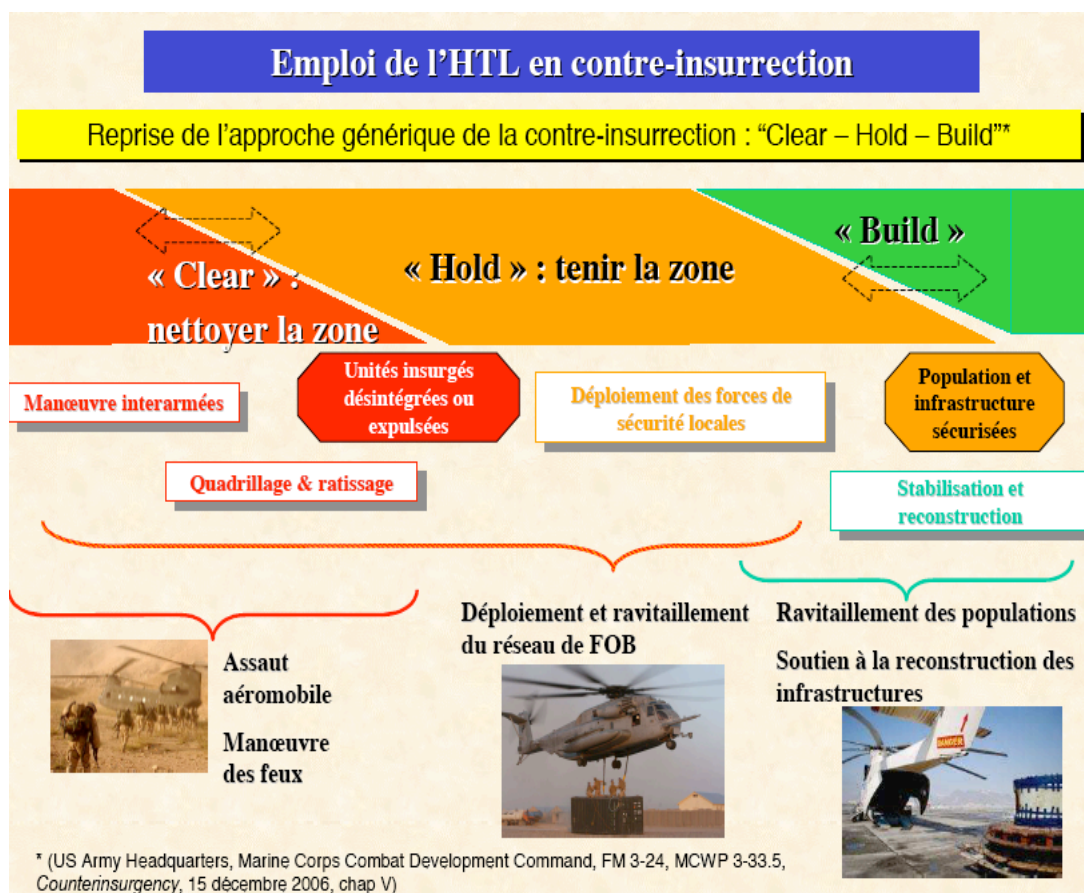 Emploi de l’HTL en contre-insurrection
Reprise de l’approche générique de la contre-insurrection : “Clear – Hold – Build”*
« Clear » :
nettoyer la zone
« Hold » : tenir la zone
« Build »
Manœuvre interarmées
Unités insurgés
désintégrées ou
expulsées
Déploiement des forces de
sécurité locales
Population et
infrastructure
sécurisées
Quadrillage & ratissage
Stabilisation et
reconstruction
Assaut
aéromobile
Manœuvre
des feux
Déploiement et ravitaillement
du réseau de FOB
Ravitaillement des populations
Soutien à la reconstruction des
infrastructures
DANGER
* (US Army Headquarters, Marine Corps Combat Development Command, FM 3-24, MCWP 3-33.5,
Counterinsurgency, 15 décembre 2006, chap V)